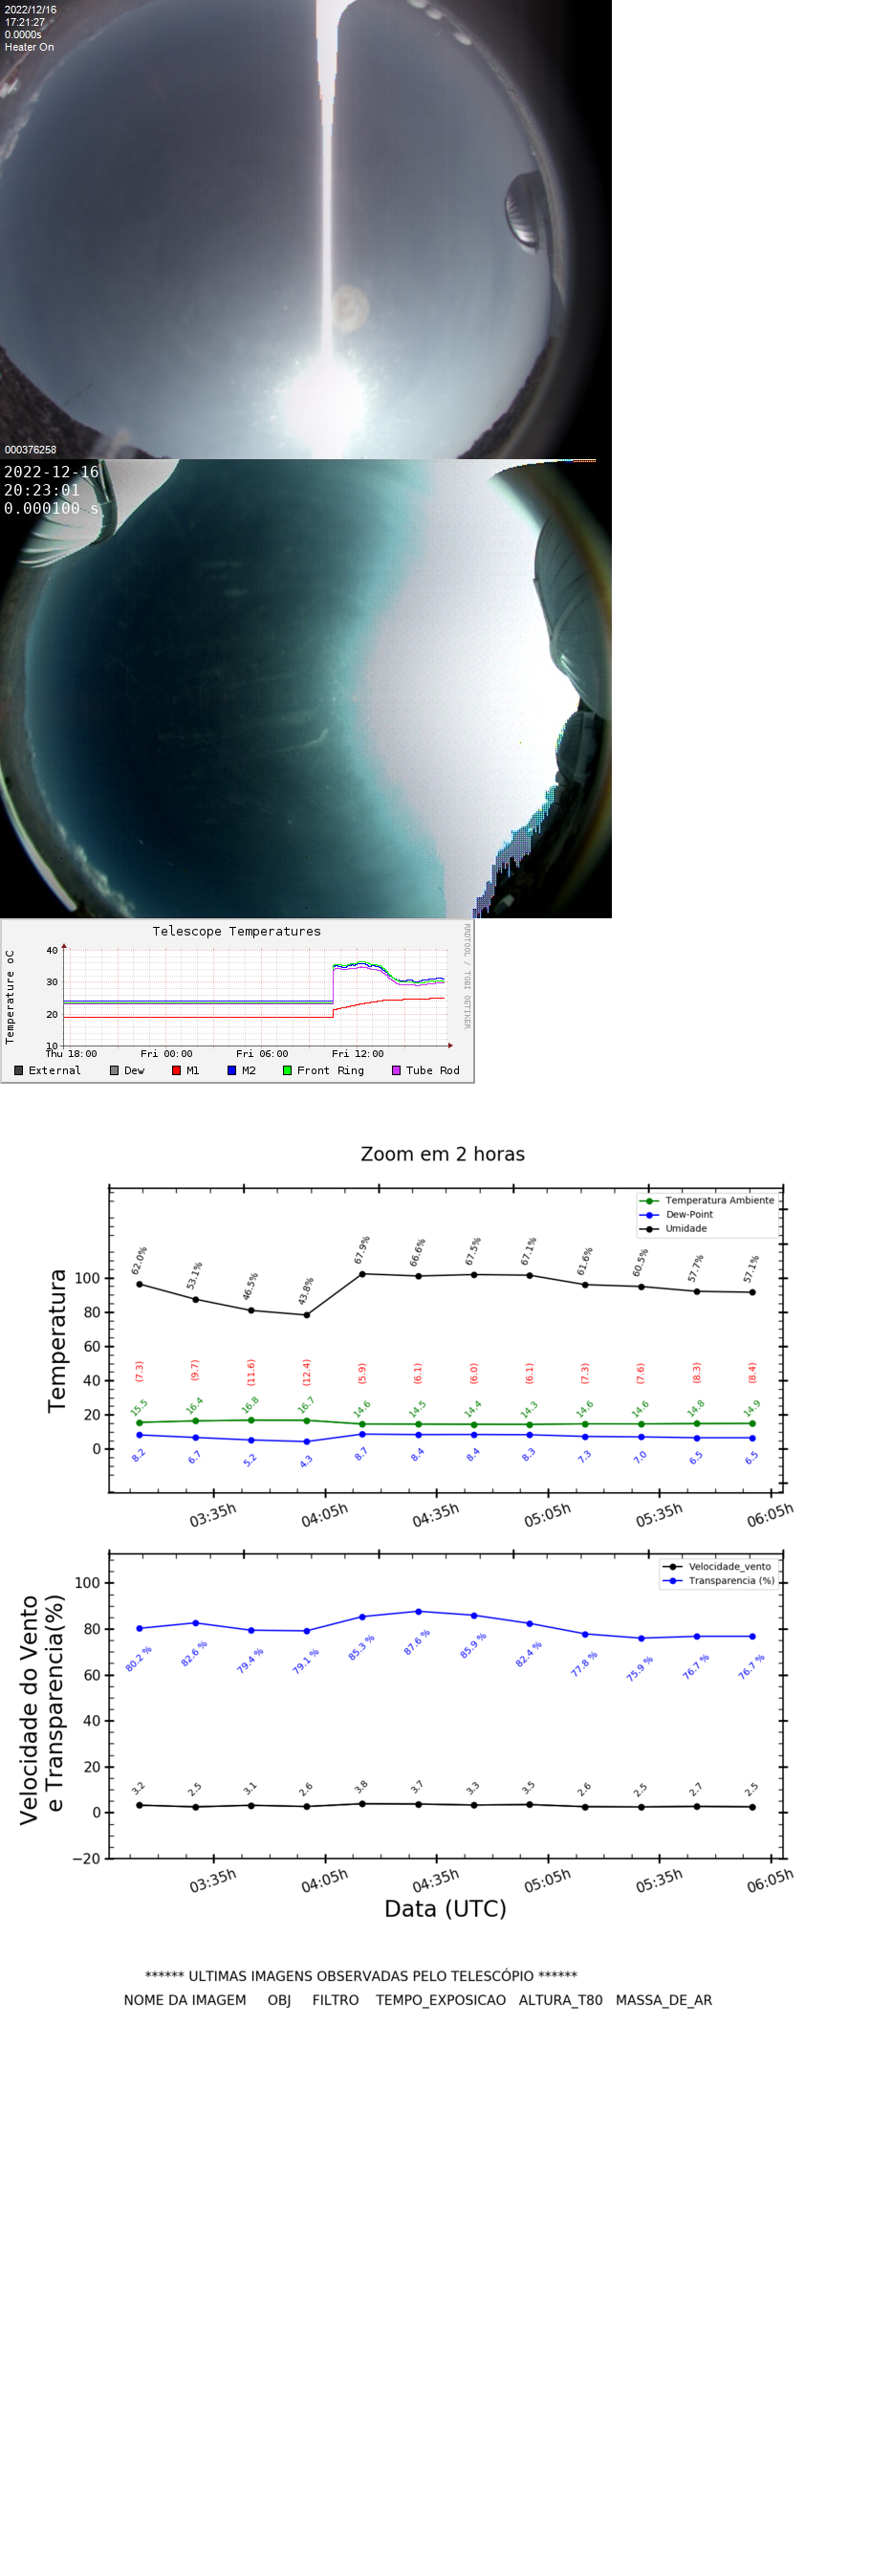 2022/12/16
17:21:27
0.0000s
Heater On
000376258
2022-12-16
20:23:01
0.000100 s
Telescope Temperatures
RRDTOOL / TOBI OETIKER
Temperature oC
40
30
20
10
Thu 18:00 Fri 00:00 Fri 06:00 Fri 12:00
External Dew M1 M2 Front Ring Tube Rod
Zoom em 2 horas
Temperatura Ambiente
Dew-Point
Umidade
Temperatura
100
80
60
40
20
0
62.0% 53.1% 46.5% 43.8% 67.9% 66.6% 67.5% 67.1% 61.6% 60.5% 57.7% 57.1%
(7.3) (9.7) (11.6) (12.4) (5.9) (6.1) (6.0) (6.1) (7.3) (7.6) (8.3) (8.4)
15.5 16.4 16.8 16.7 14.6 14.5 14.4 14.3 14.6 14.6 14.8 14.9
8.2 6.7 5.2 4.3 8.7 8.4 8.4 8.3 7.3 7.0 6.5 6.5
03:35h 04:05h 04:35h 05:05h 05:35h 06:05h
Velocidade_vento
Transparencia (%)
Velocidade do Vento
e Transparencia(%)
100
80
60
40
20
0
−20
80.2 % 82.6 % 79.4 % 79.1 % 85.3 % 87.6 % 85.9 % 82.4 % 77.8 % 75.9 % 76.7 % 76.7 %
3.2 2.5 3.1 2.6 3.8 3.7 3.3 3.5 2.6 2.5 2.7 2.5
03:35h 04:05h 04:35h 05:05h 05:35h 06:05h
Data (UTC)
****** ULTIMAS IMAGENS OBSERVADAS PELO TELESCÓPIO ******
NOME DA IMAGEM OBJ FILTRO TEMPO_EXPOSICAO ALTURA_T80 MASSA_DE_AR